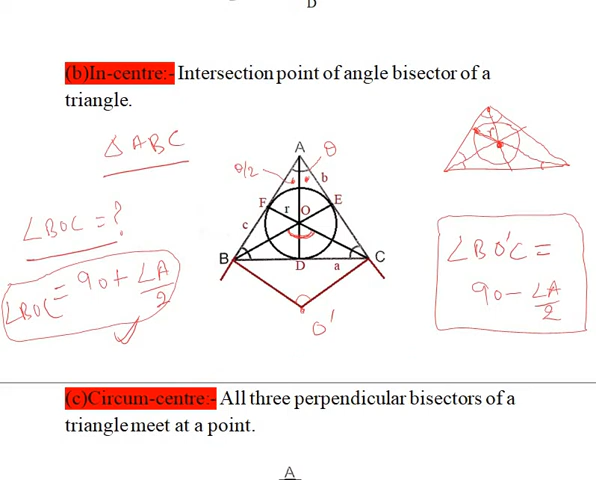 D
(b)In-centre:- Intersection point of angle bisector of a
triangle.
△ABC
∠BOC = ?
∠BOC = 90 + ∠A/2
A
θ/2
θ
b
F
E
r
O
c
B
D
a
C
O'
r
∠BO'C =
90 - ∠A/2
(c)Circum-centre:- All three perpendicular bisectors of a
triangle meet at a point.
A